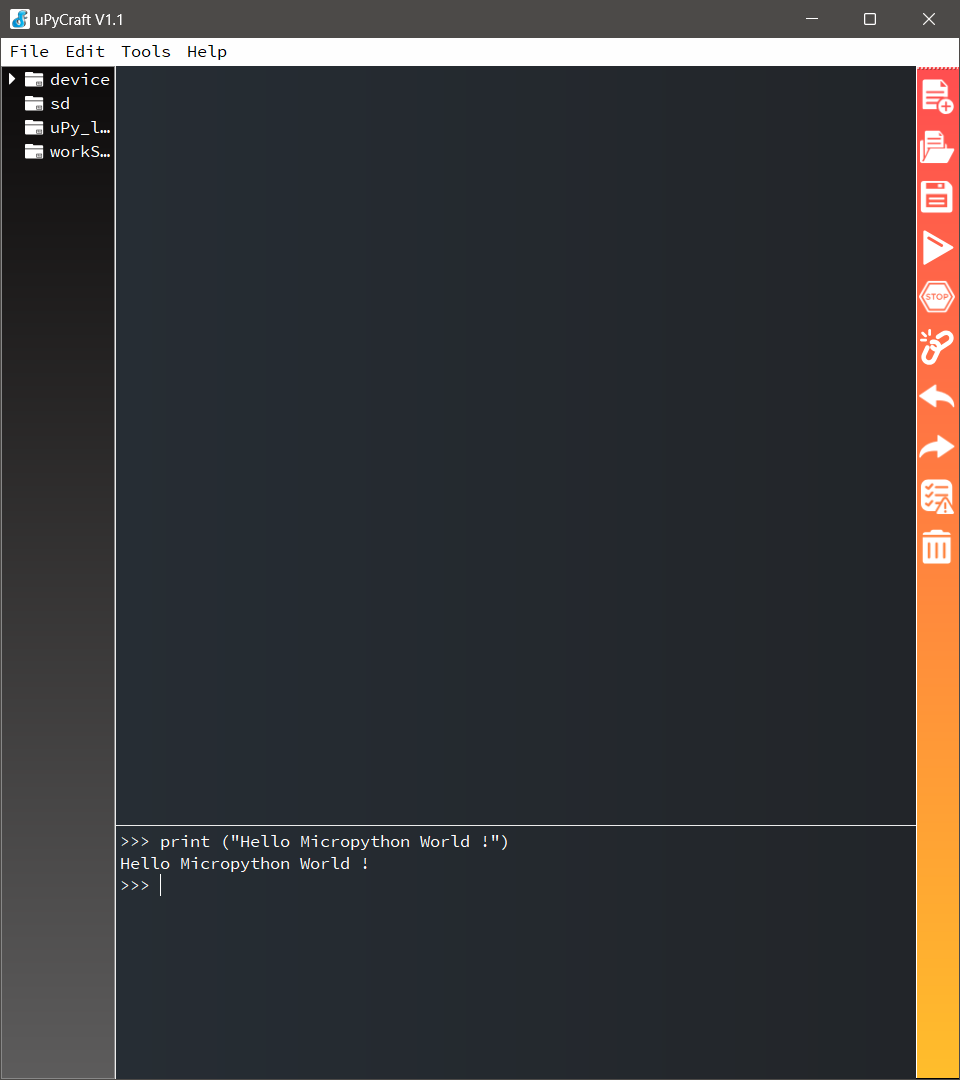 uPyCraft V1.1
File Edit Tools Help
device
sd
uPy_l…
workS…
STOP
>>> print ("Hello Micropython World !")
Hello Micropython World !
>>>